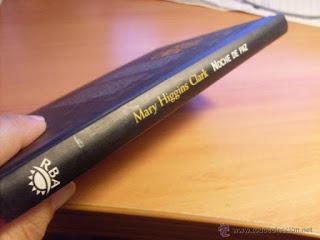 Mary Higgins Clark NOCHE DE PAZ
RBA
www.todocoleccion.net